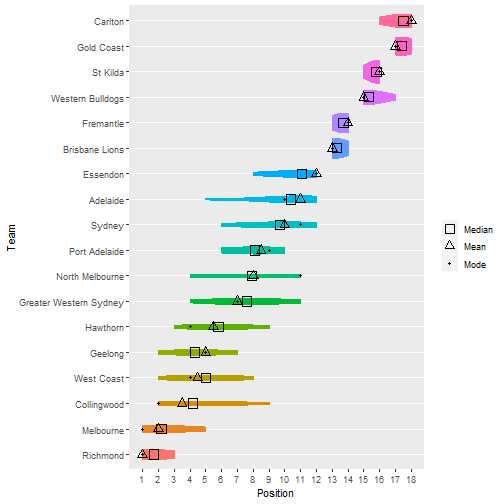 Carlton
Gold Coast
St Kilda
Western Bulldogs
Fremantle
Brisbane Lions
Essendon
Adelaide
Sydney
Port Adelaide
North Melbourne
Greater Western Sydney
Hawthorn
Geelong
West Coast
Collingwood
Melbourne
Richmond
Team
1 2 3 4 5 6 7 8 9 10 11 12 13 14 15 16 17 18
Position
Median
Mean
Mode